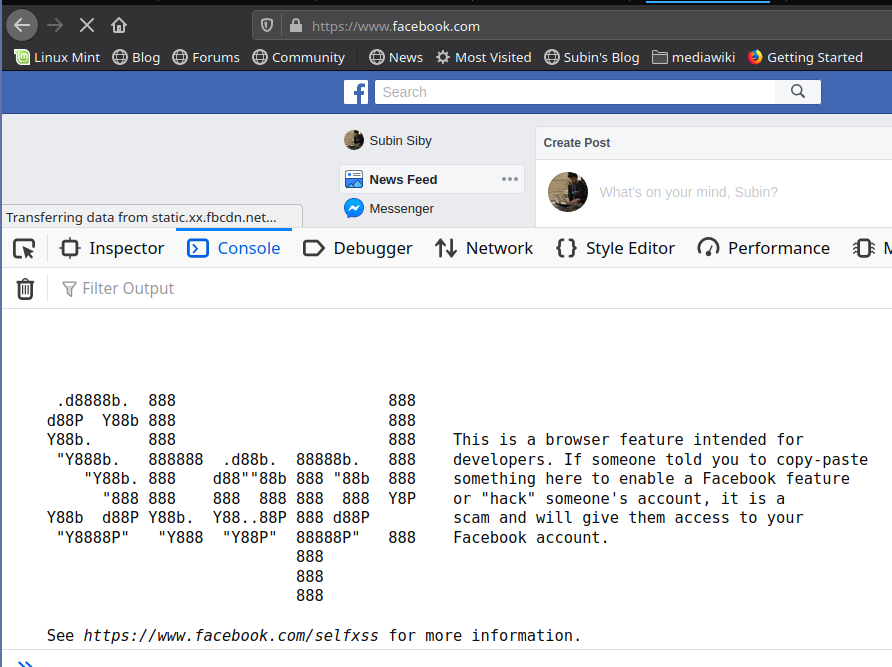 https://www.facebook.com
Linux Mint Blog Forums Community News Most Visited Subin's Blog mediawiki Getting Started
f Search
Subin Siby
Create Post
News Feed
What's on your mind, Subin?
Messenger
Transferring data from static.xx.fbcdn.net...
Inspector Console Debugger Network Style Editor Performance M
Filter Output
 .d8888b.  888                       888
d88P  Y88b 888                       888
Y88b.      888                       888    This is a browser feature intended for
 "Y888b.   888888  .d88b.  88888b.   888    developers. If someone told you to copy-paste
    "Y88b. 888    d88""88b 888 "88b  888    something here to enable a Facebook feature
      "888 888    888  888 888  888  Y8P    or "hack" someone's account, it is a
Y88b  d88P Y88b.  Y88..88P 888 d88P         scam and will give them access to your
 "Y8888P"   "Y888  "Y88P"  88888P"   888    Facebook account.
                           888
                           888
                           888
See https://www.facebook.com/selfxss for more information.